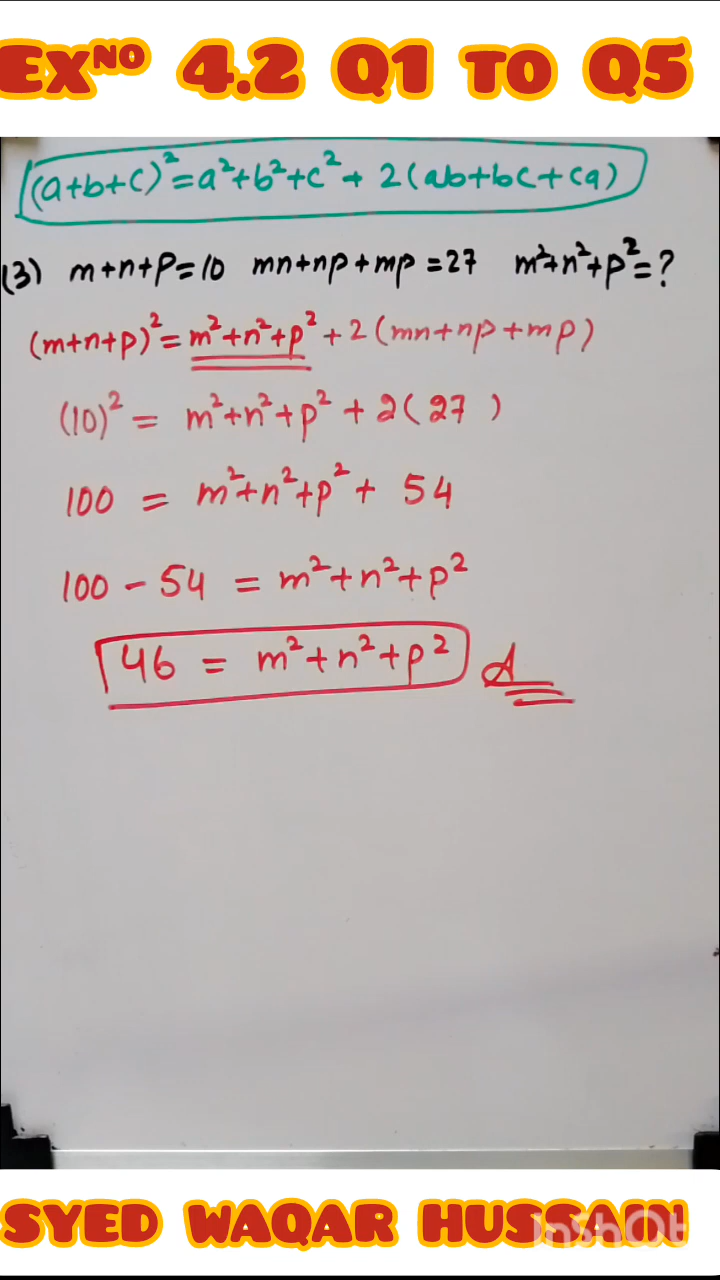 EXᴺᴼ 4.2 Q1 TO Q5
(a+b+c)²=a²+b²+c²+ 2(ab+bc+ca)
(3) m+n+p=10 mn+np+mp=27 m²+n²+p²=?
(m+n+p)²=m²+n²+p²+2(mn+np+mp)
(10)²= m²+n²+p²+2(27 )
100 = m²+n²+p²+ 54
100-54 = m²+n²+p²
46 = m²+n²+p² A
SYED WAQAR HUSSAIN
InShOt